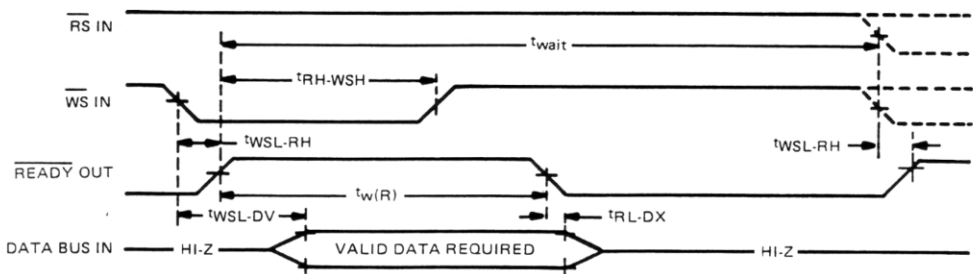 RS IN
twait
tRH-WSH
WS IN
tWSL-RH
tWSL-RH
READY OUT
tw(R)
tWSL-DV
tRL-DX
DATA BUS IN
HI-Z
VALID DATA REQUIRED
HI-Z